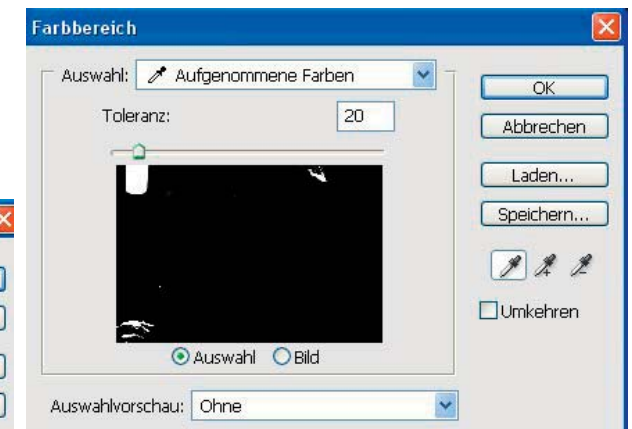 Farbbereich
Auswahl: Aufgenommene Farben
Toleranz: 20
OK
Abbrechen
Laden...
Speichern...
Umkehren
Auswahl Bild
Auswahlvorschau: Ohne